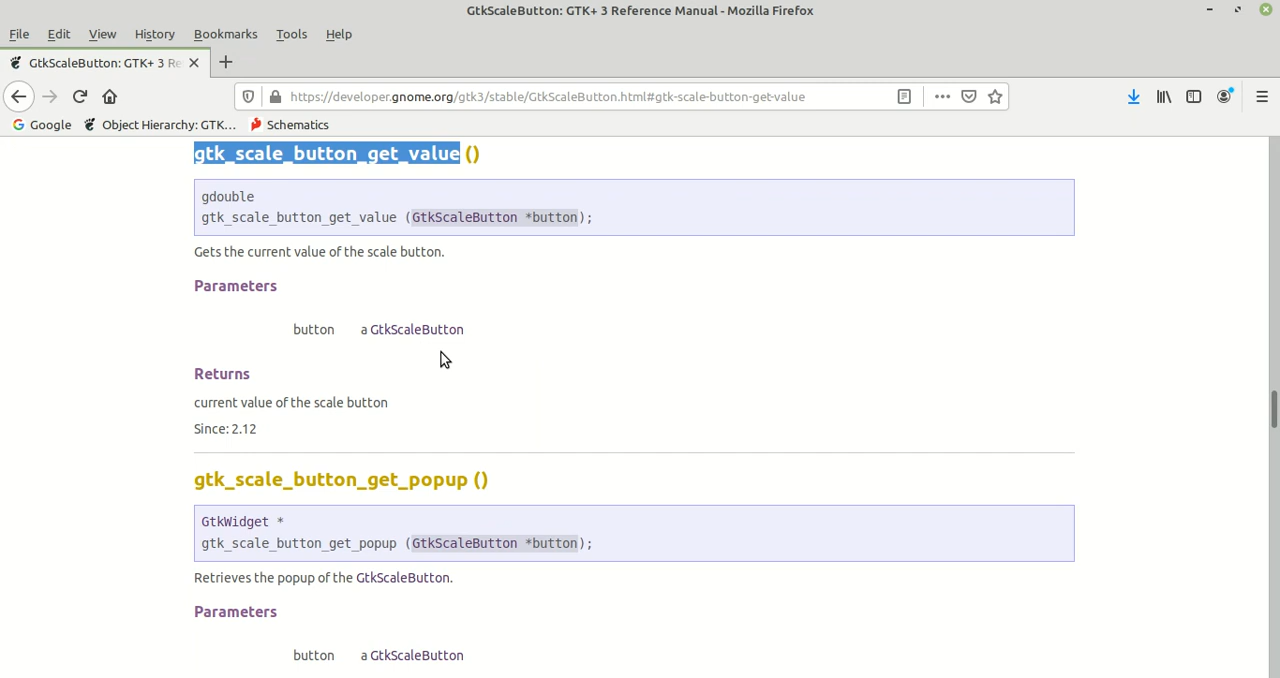 GtkScaleButton: GTK+ 3 Reference Manual - Mozilla Firefox
File Edit View History Bookmarks Tools Help
GtkScaleButton: GTK+ 3 Re
https://developer.gnome.org/gtk3/stable/GtkScaleButton.html#gtk-scale-button-get-value
Google Object Hierarchy: GTK... Schematics
gtk_scale_button_get_value ()
gdouble
gtk_scale_button_get_value (GtkScaleButton *button);
Gets the current value of the scale button.
Parameters
button a GtkScaleButton
Returns
current value of the scale button
Since: 2.12
gtk_scale_button_get_popup ()
GtkWidget *
gtk_scale_button_get_popup (GtkScaleButton *button);
Retrieves the popup of the GtkScaleButton.
Parameters
button a GtkScaleButton